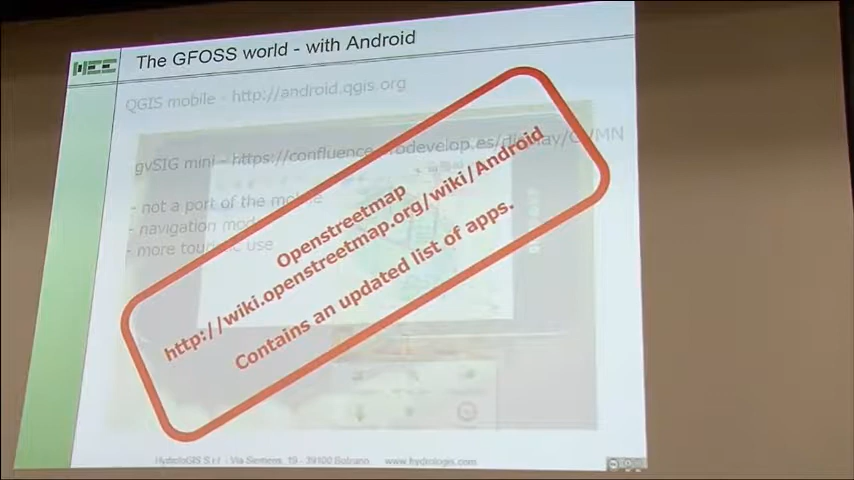 The GFOSS world - with Android
QGIS mobile - http://android.qgis.org
gvSIG mini - https://confluence.prodevelop.es/display/GVMN
- not a part of the mobile
- navigation mode
- more touristic use
Openstreetmap
http://wiki.openstreetmap.org/wiki/Android
Contains an updated list of apps.
HydroloGIS S.r.l - Via Siemens, 19 - 39100 Bolzano www.hydrologis.com